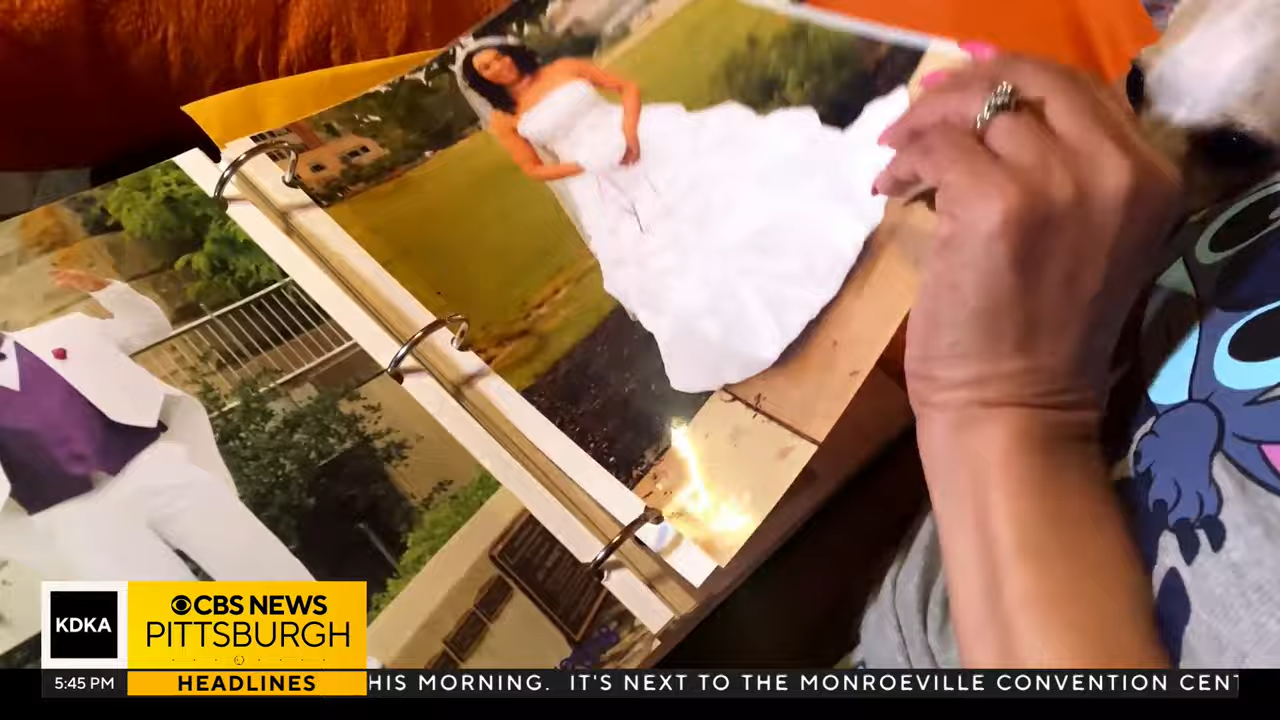 KDKA
CBS NEWS
PITTSBURGH
5:45 PM
HEADLINES
HIS MORNING. IT'S NEXT TO THE MONROEVILLE CONVENTION CENT